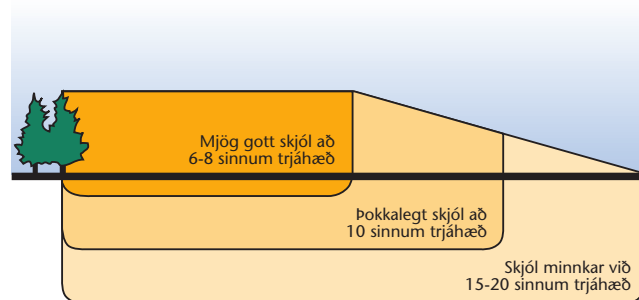 Mjög gott skjól að
6-8 sinnum trjáhæð
Þokkalegt skjól að
10 sinnum trjáhæð
Skjól minnkar við
15-20 sinnum trjáhæð